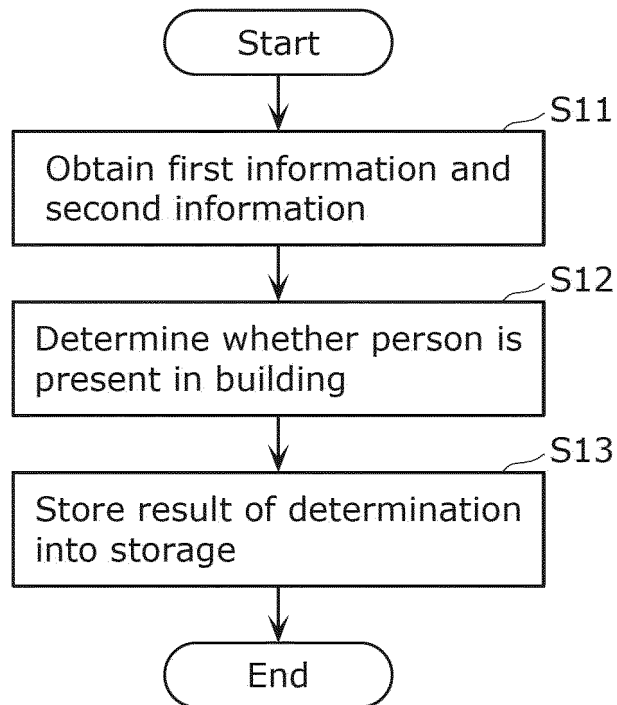 Start
S11
Obtain first information and
second information
S12
Determine whether person is
present in building
S13
Store result of determination
into storage
End